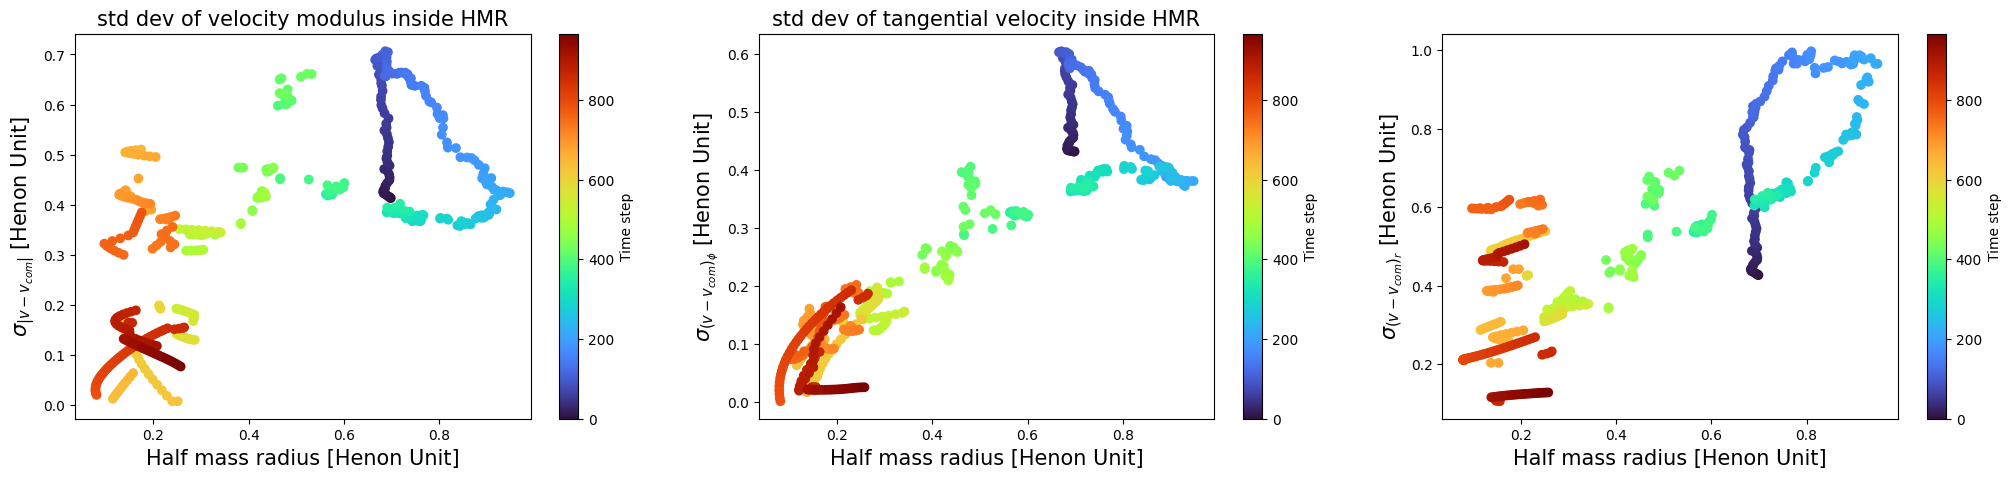 std dev of velocity modulus inside HMR
0.7
0.6
0.5
0.4
0.3
0.2
0.1
0.0
σ|v − v_com| [Henon Unit]
0.2 0.4 0.6 0.8
Half mass radius [Henon Unit]
800
600
400
200
0
Time step
std dev of tangential velocity inside HMR
0.6
0.5
0.4
0.3
0.2
0.1
0.0
σ(v − v_com)_ϕ [Henon Unit]
0.2 0.4 0.6 0.8
Half mass radius [Henon Unit]
800
600
400
200
0
Time step
1.0
0.8
0.6
0.4
0.2
σ(v − v_com)_r [Henon Unit]
0.2 0.4 0.6 0.8
Half mass radius [Henon Unit]
800
600
400
200
0
Time step